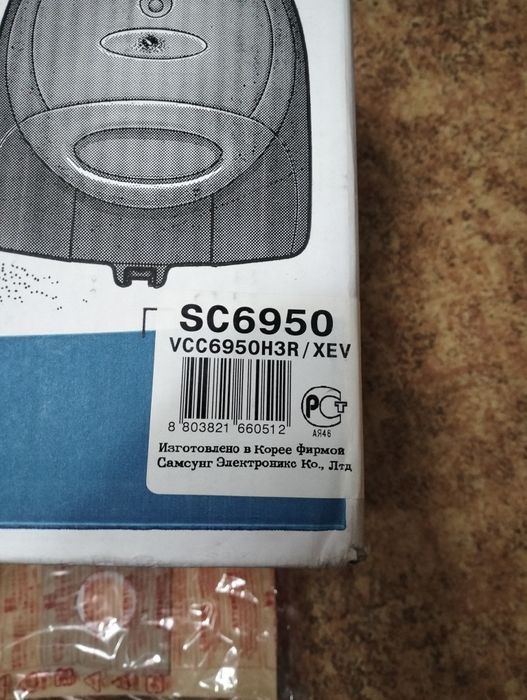 SC6950
VCC6950H3R/XEV
8 803821 660512
РСТ
АЯ46
Изготовлено в Корее фирмой
Самсунг Электроникс Ко., Лтд